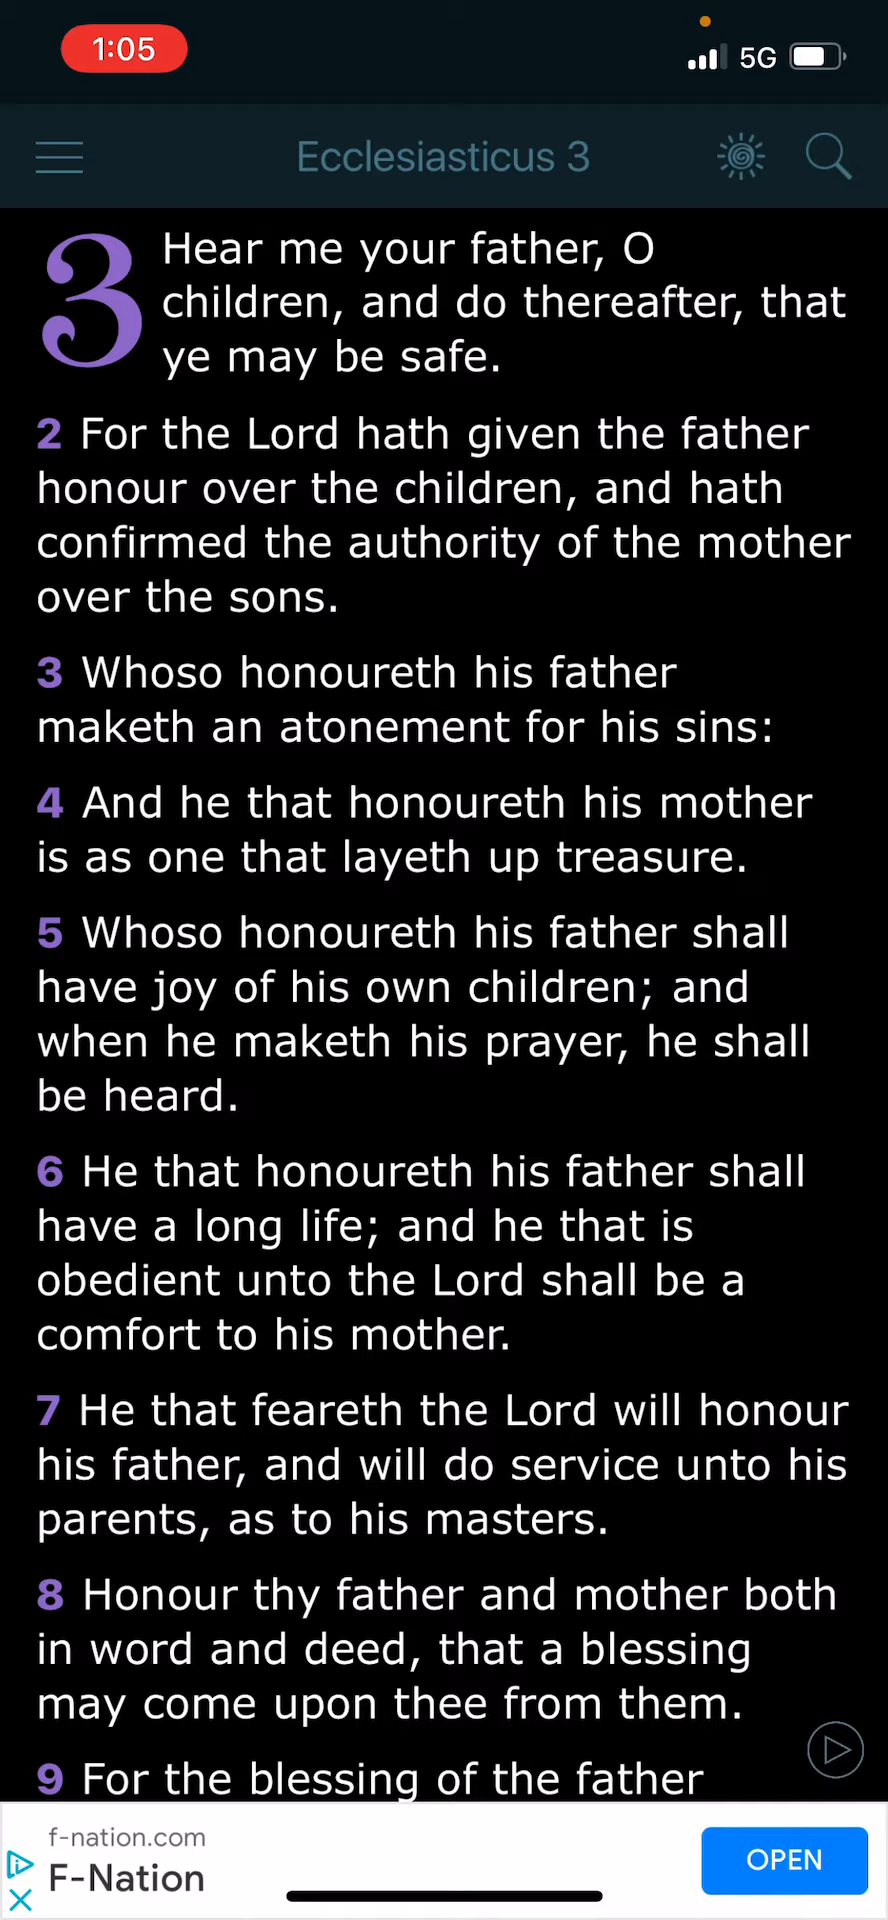 1:05
5G
Ecclesiasticus 3
3 Hear me your father, O
children, and do thereafter, that
ye may be safe.
2 For the Lord hath given the father
honour over the children, and hath
confirmed the authority of the mother
over the sons.
3 Whoso honoureth his father
maketh an atonement for his sins:
4 And he that honoureth his mother
is as one that layeth up treasure.
5 Whoso honoureth his father shall
have joy of his own children; and
when he maketh his prayer, he shall
be heard.
6 He that honoureth his father shall
have a long life; and he that is
obedient unto the Lord shall be a
comfort to his mother.
7 He that feareth the Lord will honour
his father, and will do service unto his
parents, as to his masters.
8 Honour thy father and mother both
in word and deed, that a blessing
may come upon thee from them.
9 For the blessing of the father
f-nation.com
F-Nation
OPEN